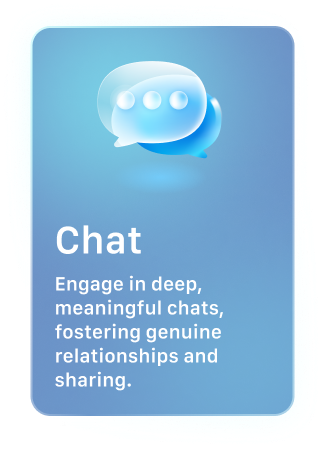 Chat
Engage in deep,
meaningful chats,
fostering genuine
relationships and
sharing.